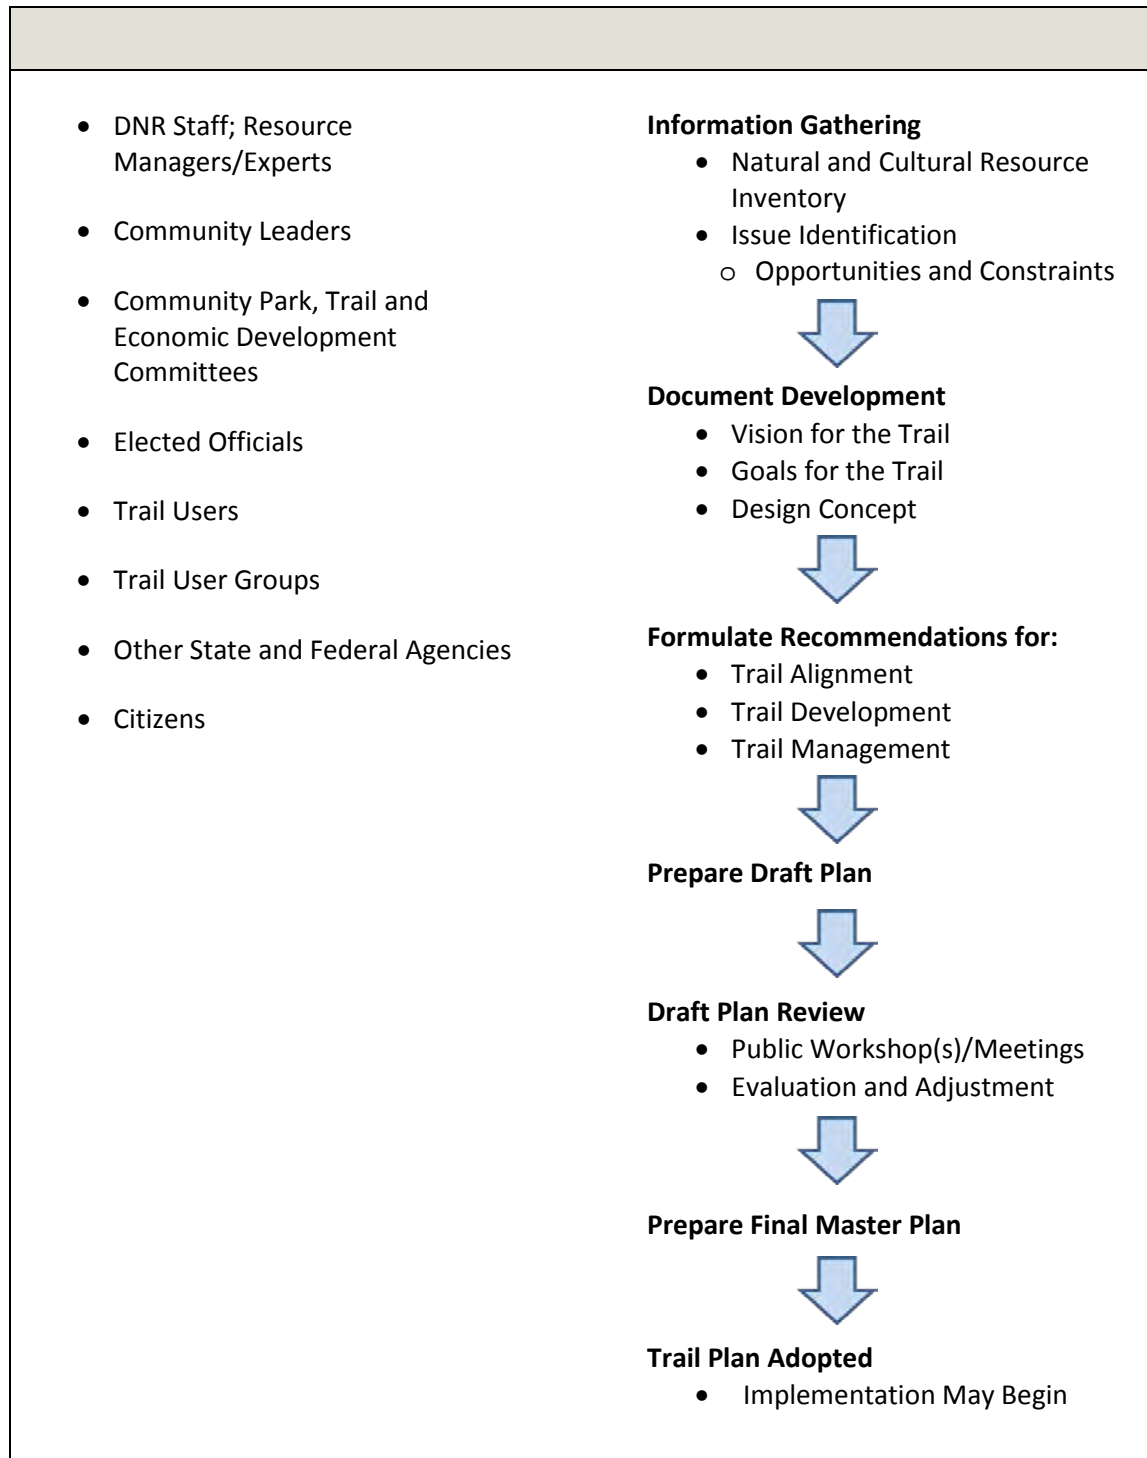 • DNR Staff; Resource
Managers/Experts
• Community Leaders
• Community Park, Trail and
Economic Development
Committees
• Elected Officials
• Trail Users
• Trail User Groups
• Other State and Federal Agencies
• Citizens
Information Gathering
• Natural and Cultural Resource
Inventory
• Issue Identification
o Opportunities and Constraints
Document Development
• Vision for the Trail
• Goals for the Trail
• Design Concept
Formulate Recommendations for:
• Trail Alignment
• Trail Development
• Trail Management
Prepare Draft Plan
Draft Plan Review
• Public Workshop(s)/Meetings
• Evaluation and Adjustment
Prepare Final Master Plan
Trail Plan Adopted
• Implementation May Begin